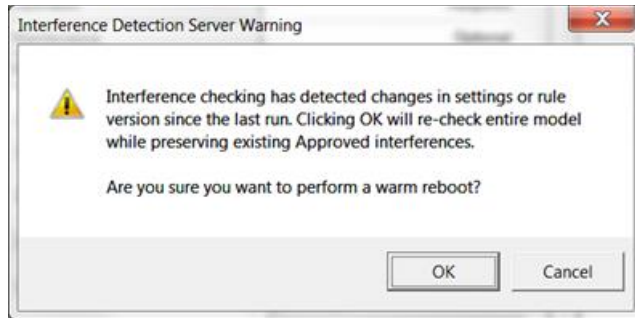 Interference Detection Server Warning
Interference checking has detected changes in settings or rule
version since the last run. Clicking OK will re-check entire model
while preserving existing Approved interferences.
Are you sure you want to perform a warm reboot?
OK
Cancel